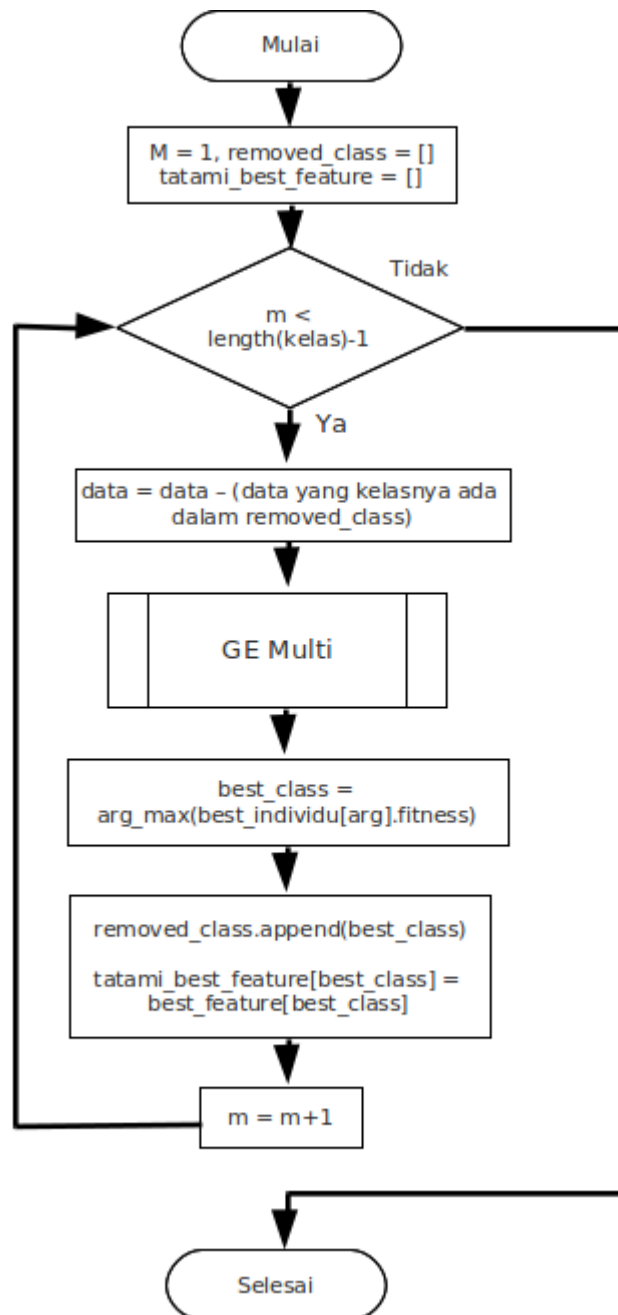 Mulai
M = 1, removed_class = []
tatami_best_feature = []
Tidak
m <
length(kelas)-1
Ya
data = data – (data yang kelasnya ada
dalam removed_class)
GE Multi
best_class =
arg_max(best_individu[arg].fitness)
removed_class.append(best_class)
tatami_best_feature[best_class] =
best_feature[best_class]
m = m+1
Selesai